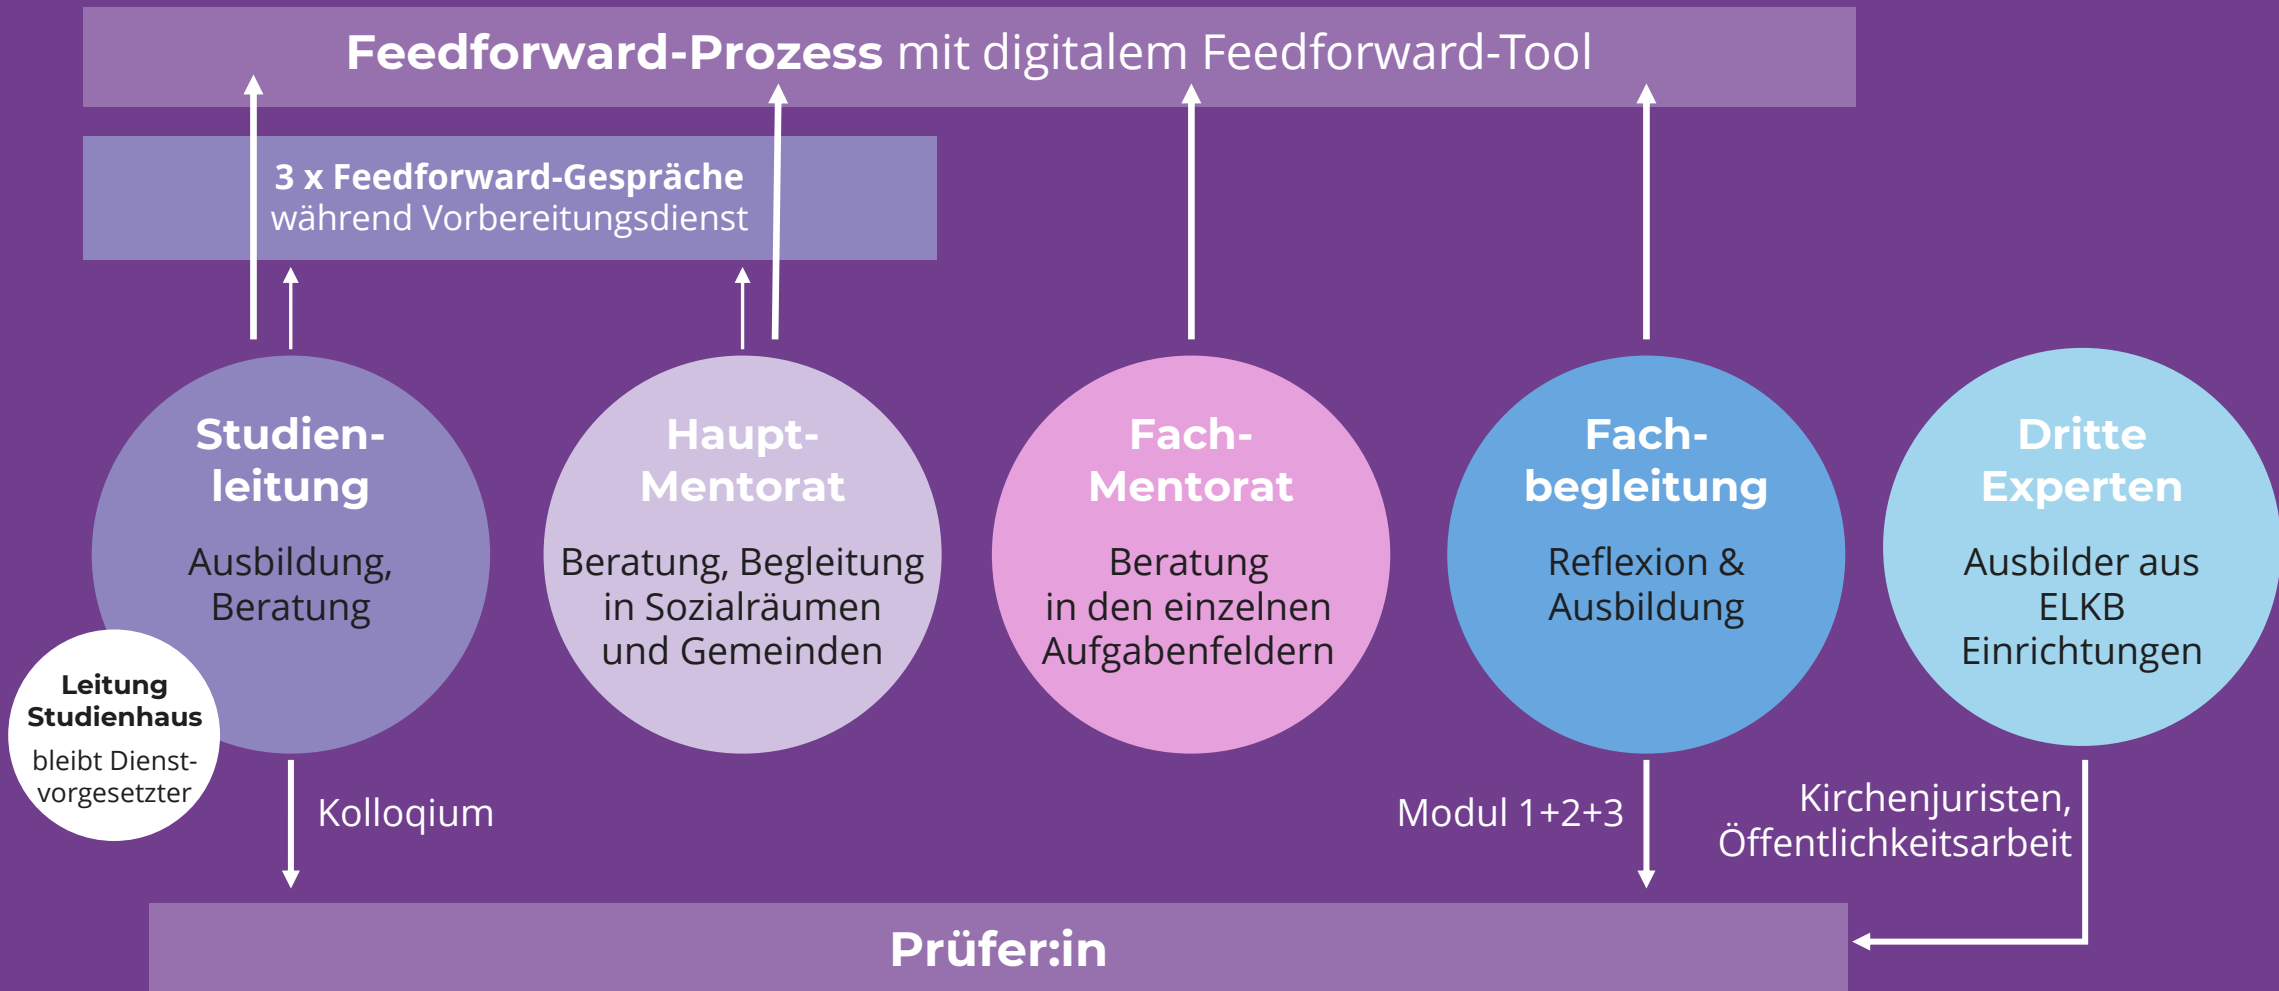 Feedforward-Prozess mit digitalem Feedforward-Tool
3 x Feedforward-Gespräche
während Vorbereitungsdienst
Studien-
leitung
Ausbildung,
Beratung
Leitung
Studienhaus
bleibt Dienst-
vorgesetzter
Haupt-
Mentorat
Beratung, Begleitung
in Sozialräumen
und Gemeinden
Fach-
Mentorat
Beratung
in den einzelnen
Aufgabenfeldern
Fach-
begleitung
Reflexion &
Ausbildung
Dritte
Experten
Ausbilder aus
ELKB
Einrichtungen
Kolloqium
Modul 1+2+3
Kirchenjuristen,
Öffentlichkeitsarbeit
Prüfer:in